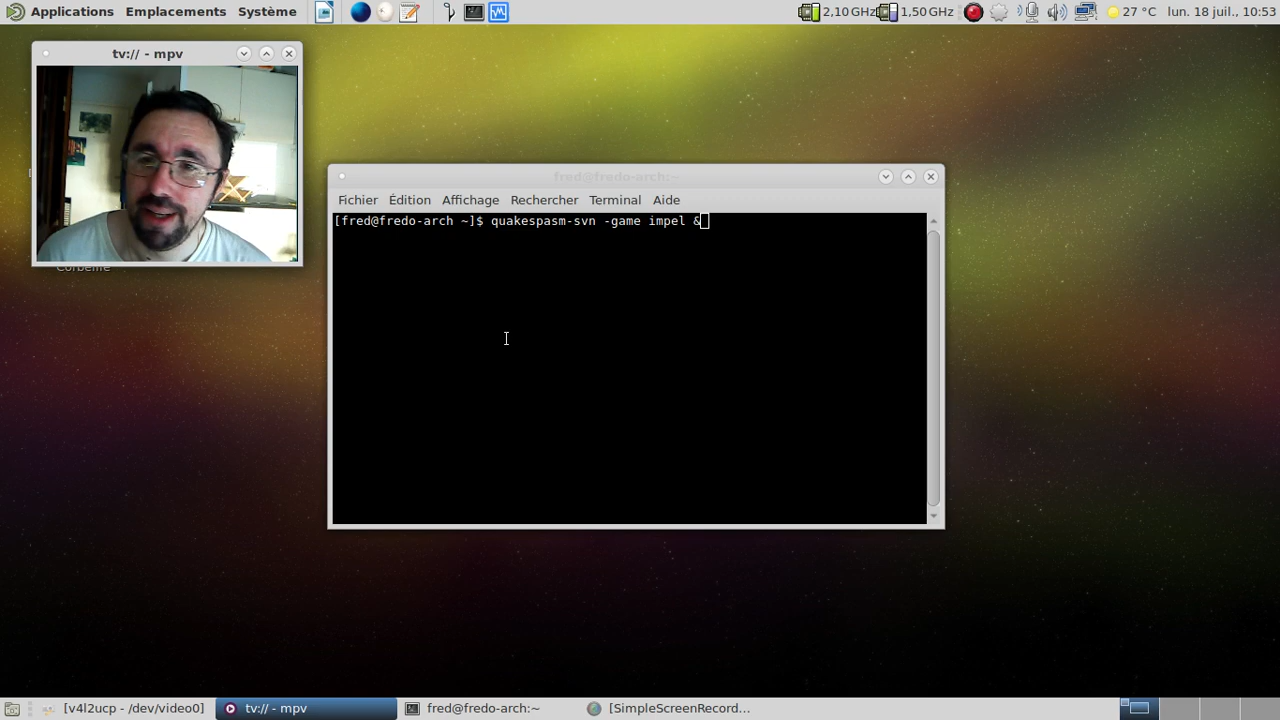 Applications Emplacements Système 2,10 GHz 1,50 GHz 27 °C lun. 18 juil., 10:53
tv:// - mpv
Corbeille
fred@fredo-arch:~
Fichier Édition Affichage Rechercher Terminal Aide
[fred@fredo-arch ~]$ quakespasm-svn -game impel &
[v4l2ucp - /dev/video0] tv:// - mpv fred@fredo-arch:~ [SimpleScreenRecord...